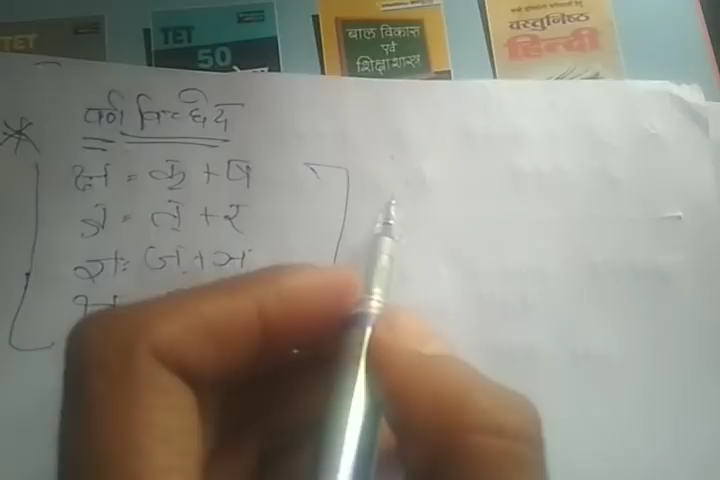 TET
TET
50
बाल विकास
एवं
शिक्षा शास्त्र
वस्तुनिष्ठ
हिन्दी
वर्ण विच्छेद
क्ष = क् + ष
त्र = त् + र
ज्ञ = ज् + ञ